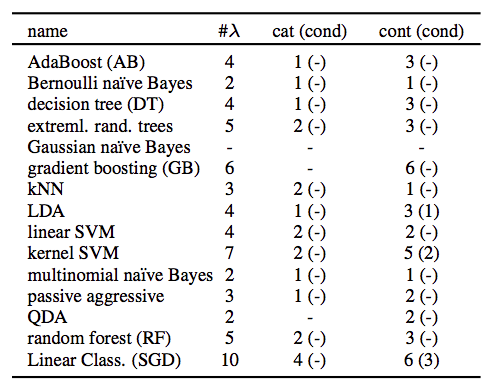 name #λ cat (cond) cont (cond)
AdaBoost (AB) 4 1 (-) 3 (-)
Bernoulli naïve Bayes 2 1 (-) 1 (-)
decision tree (DT) 4 1 (-) 3 (-)
extreml. rand. trees 5 2 (-) 3 (-)
Gaussian naïve Bayes - - -
gradient boosting (GB) 6 - 6 (-)
kNN 3 2 (-) 1 (-)
LDA 4 1 (-) 3 (1)
linear SVM 4 2 (-) 2 (-)
kernel SVM 7 2 (-) 5 (2)
multinomial naïve Bayes 2 1 (-) 1 (-)
passive aggressive 3 1 (-) 2 (-)
QDA 2 - 2 (-)
random forest (RF) 5 2 (-) 3 (-)
Linear Class. (SGD) 10 4 (-) 6 (3)